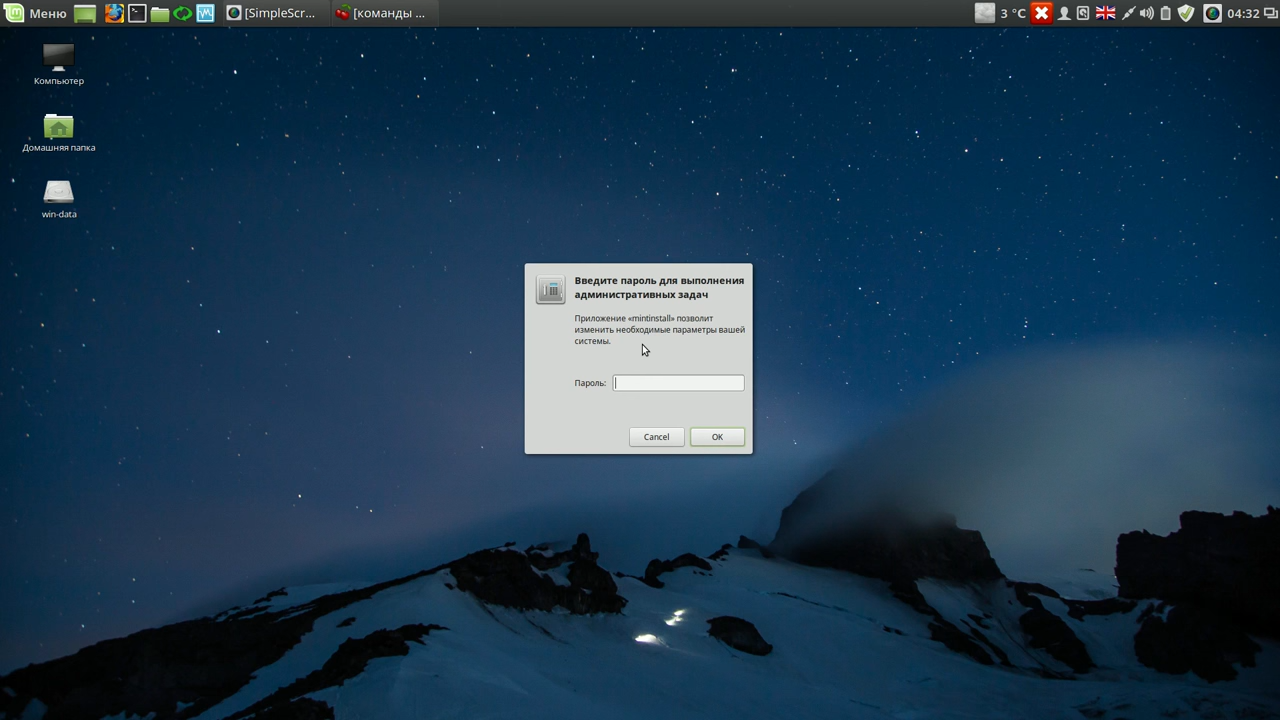 Меню
[SimpleScr...
[команды ...
3 °C
04:32
Компьютер
Домашняя папка
win-data
Введите пароль для выполнения
административных задач
Приложение «mintinstall» позволит
изменить необходимые параметры вашей
системы.
Пароль:
Cancel
OK